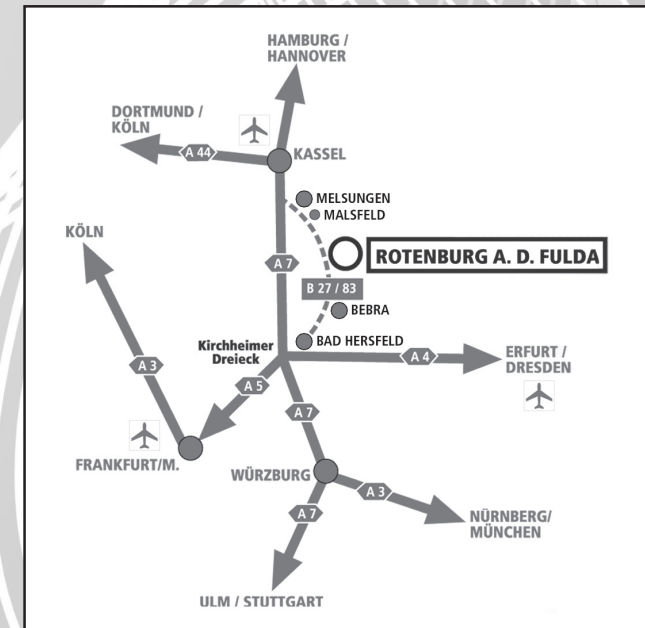 HAMBURG /
HANNOVER
DORTMUND /
KÖLN
A 44
KASSEL
MELSUNGEN
MALSFELD
KÖLN
ROTENBURG A. D. FULDA
A 7
B 27 / 83
BEBRA
Kirchheimer
Dreieck
BAD HERSFELD
A 4
ERFURT /
DRESDEN
A 3
A 5
A 7
FRANKFURT/M.
WÜRZBURG
A 3
A 7
NÜRNBERG/
MÜNCHEN
ULM / STUTTGART